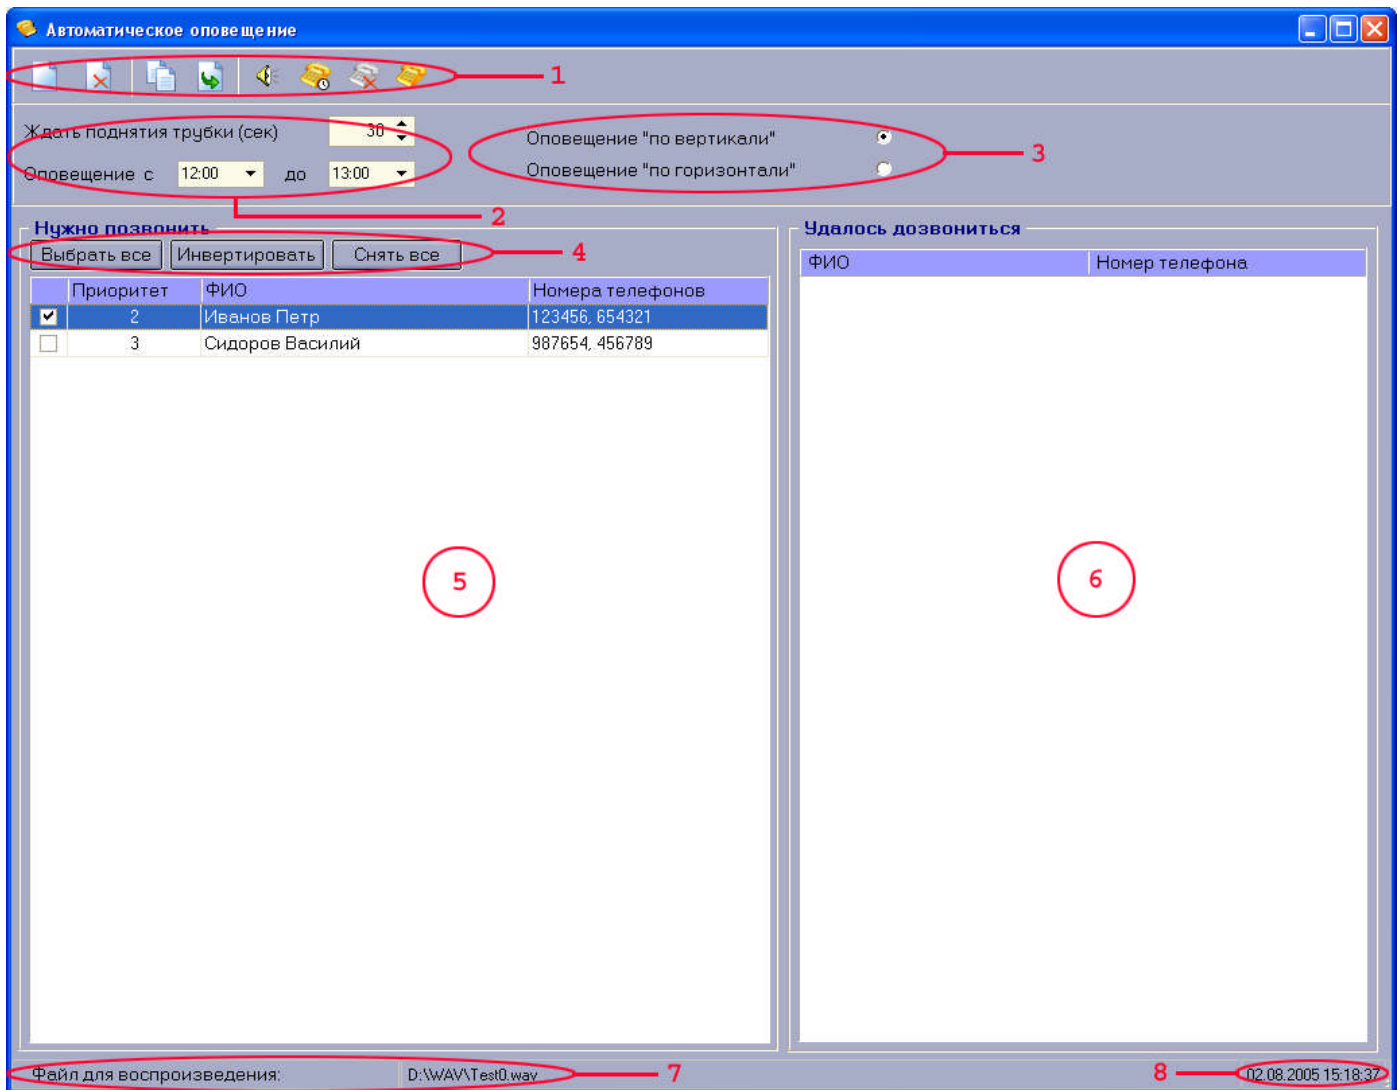 Автоматическое оповещение
1
Ждать поднятия трубки (сек) 30
Оповещение с 12:00 до 13:00
2
Оповещение "по вертикали"
Оповещение "по горизонтали"
3
Нужно позвонить
Выбрать все Инвертировать Снять все
4
Приоритет ФИО Номера телефонов
2 Иванов Петр 123456, 654321
3 Сидоров Василий 987654, 456789
5
Удалось дозвониться
ФИО Номер телефона
6
Файл для воспроизведения: D:\WAV\Test0.wav
7
8
02.08.2005 15:18:37